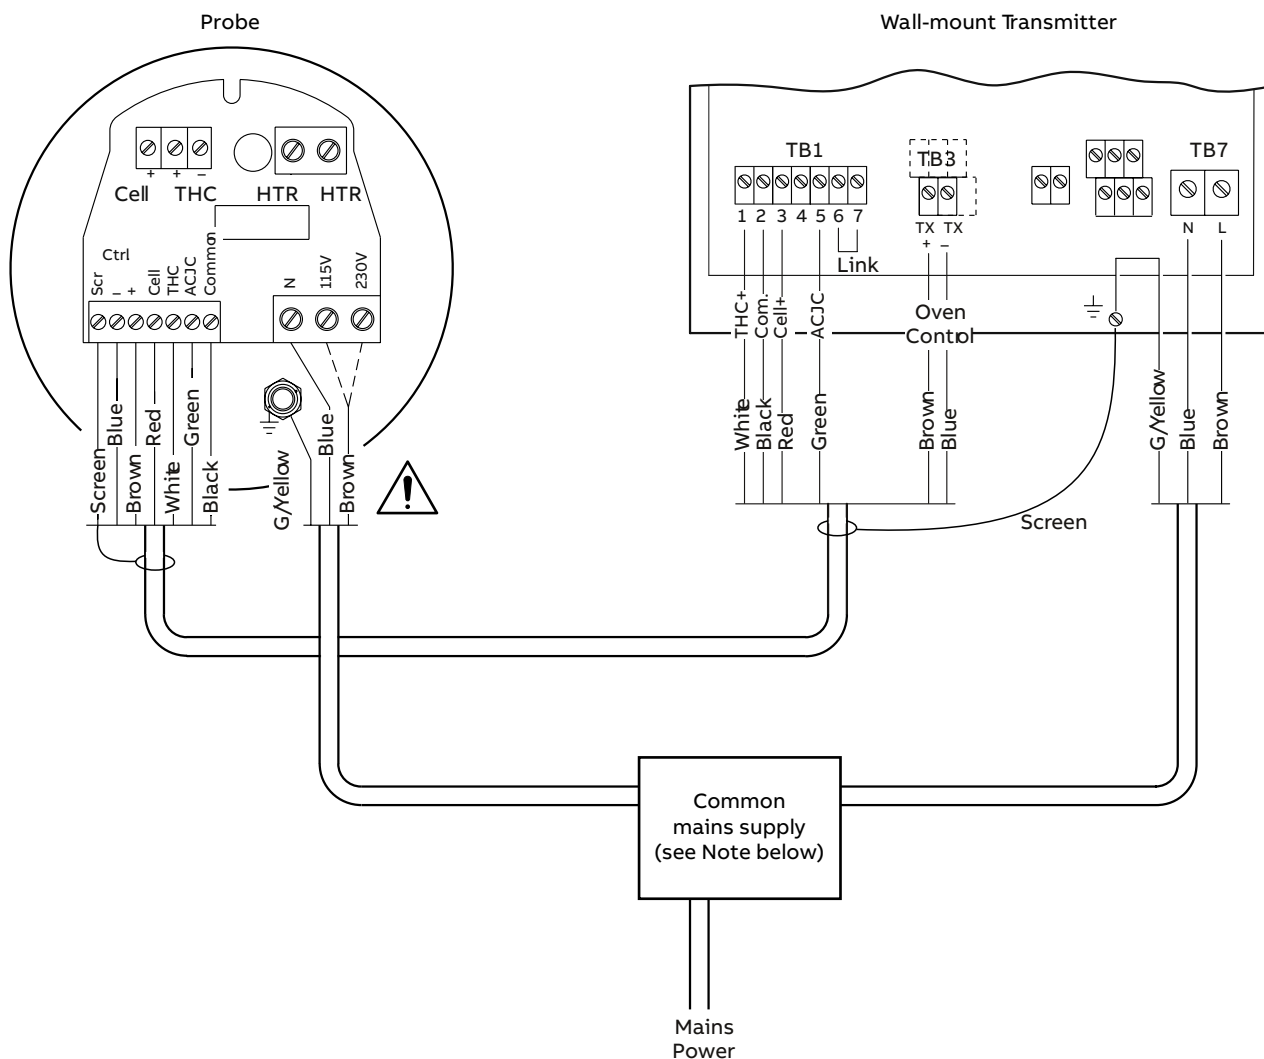 Probe
Wall-mount Transmitter
+ + –
Cell THC HTR HTR
Ctrl
Scr
–
+
Cell
THC
ACJC
Common
N
115V
230V
Screen
Blue
Brown
Red
White
Green
Black
G/Yellow
Blue
Brown
TB1
TB3
TB7
1 2 3 4 5 6 7
TX TX
+ –
N L
Link
THC+
Com.
Cell+
ACJC
Oven
Control
White
Black
Red
Green
Brown
Blue
G/Yellow
Blue
Brown
Screen
Common
mains supply
(see Note below)
Mains
Power